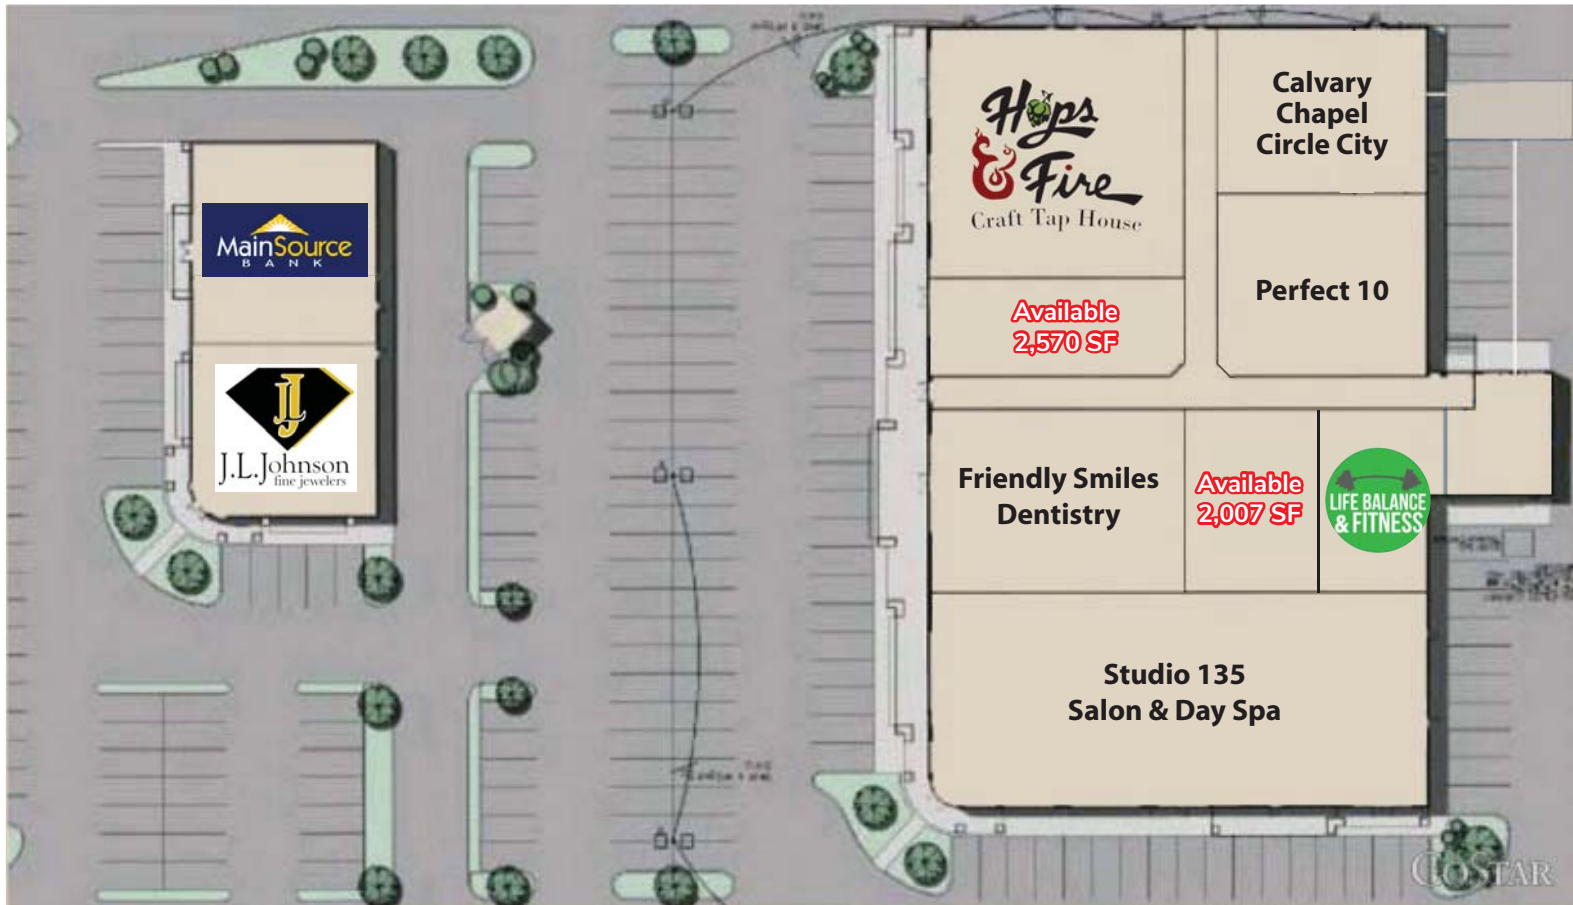 MainSource
BANK
JLJ
J.L.Johnson
fine jewelers
Hops
& Fire
Craft Tap House
Calvary
Chapel
Circle City
Available
2,570 SF
Perfect 10
Friendly Smiles
Dentistry
Available
2,007 SF
LIFE BALANCE
& FITNESS
Studio 135
Salon & Day Spa
COSTAR